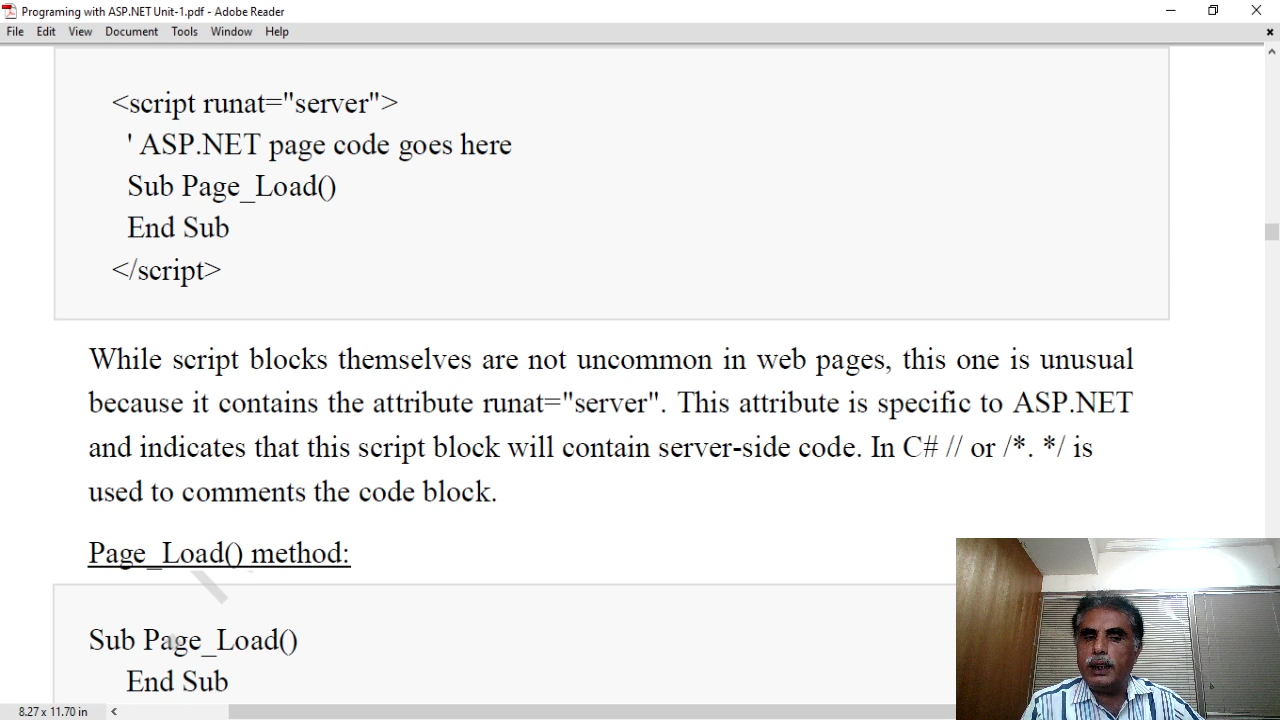 Programing with ASP.NET Unit-1.pdf - Adobe Reader
File Edit View Document Tools Window Help
<script runat="server">
' ASP.NET page code goes here
Sub Page_Load()
End Sub
</script>
While script blocks themselves are not uncommon in web pages, this one is unusual
because it contains the attribute runat="server". This attribute is specific to ASP.NET
and indicates that this script block will contain server-side code. In C# // or /*. */ is
used to comments the code block.
Page_Load() method:
Sub Page_Load()
End Sub
8.27 x 11.70 in